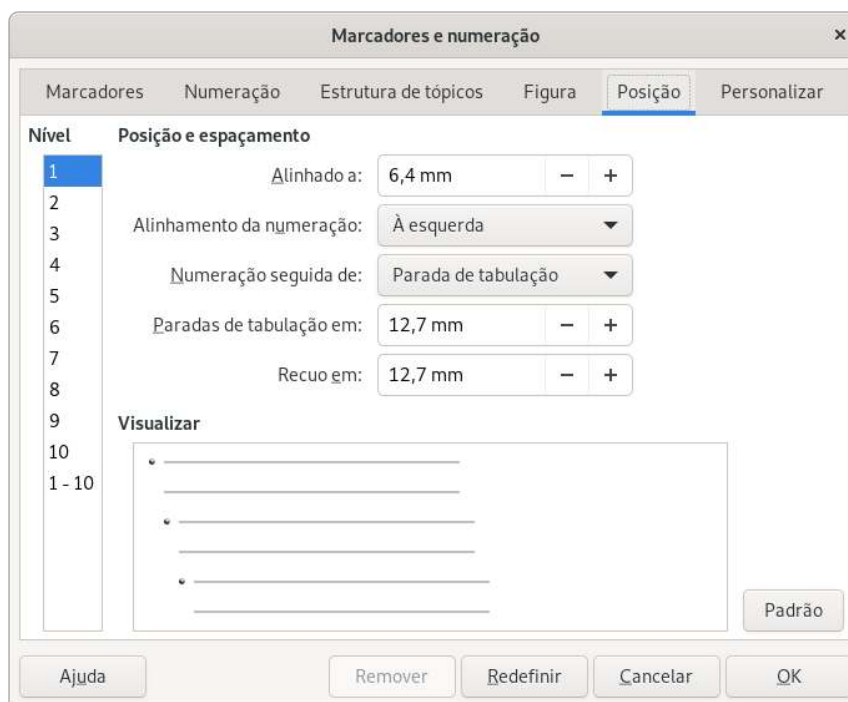 Marcadores e numeração ×
Marcadores Numeração Estrutura de tópicos Figura Posição Personalizar
Nível
1
2
3
4
5
6
7
8
9
10
1 - 10
Posição e espaçamento
Alinhado a: 6,4 mm − +
Alinhamento da numeração: À esquerda
Numeração seguida de: Parada de tabulação
Paradas de tabulação em: 12,7 mm − +
Recuo em: 12,7 mm − +
Visualizar
Padrão
Ajuda Remover Redefinir Cancelar OK